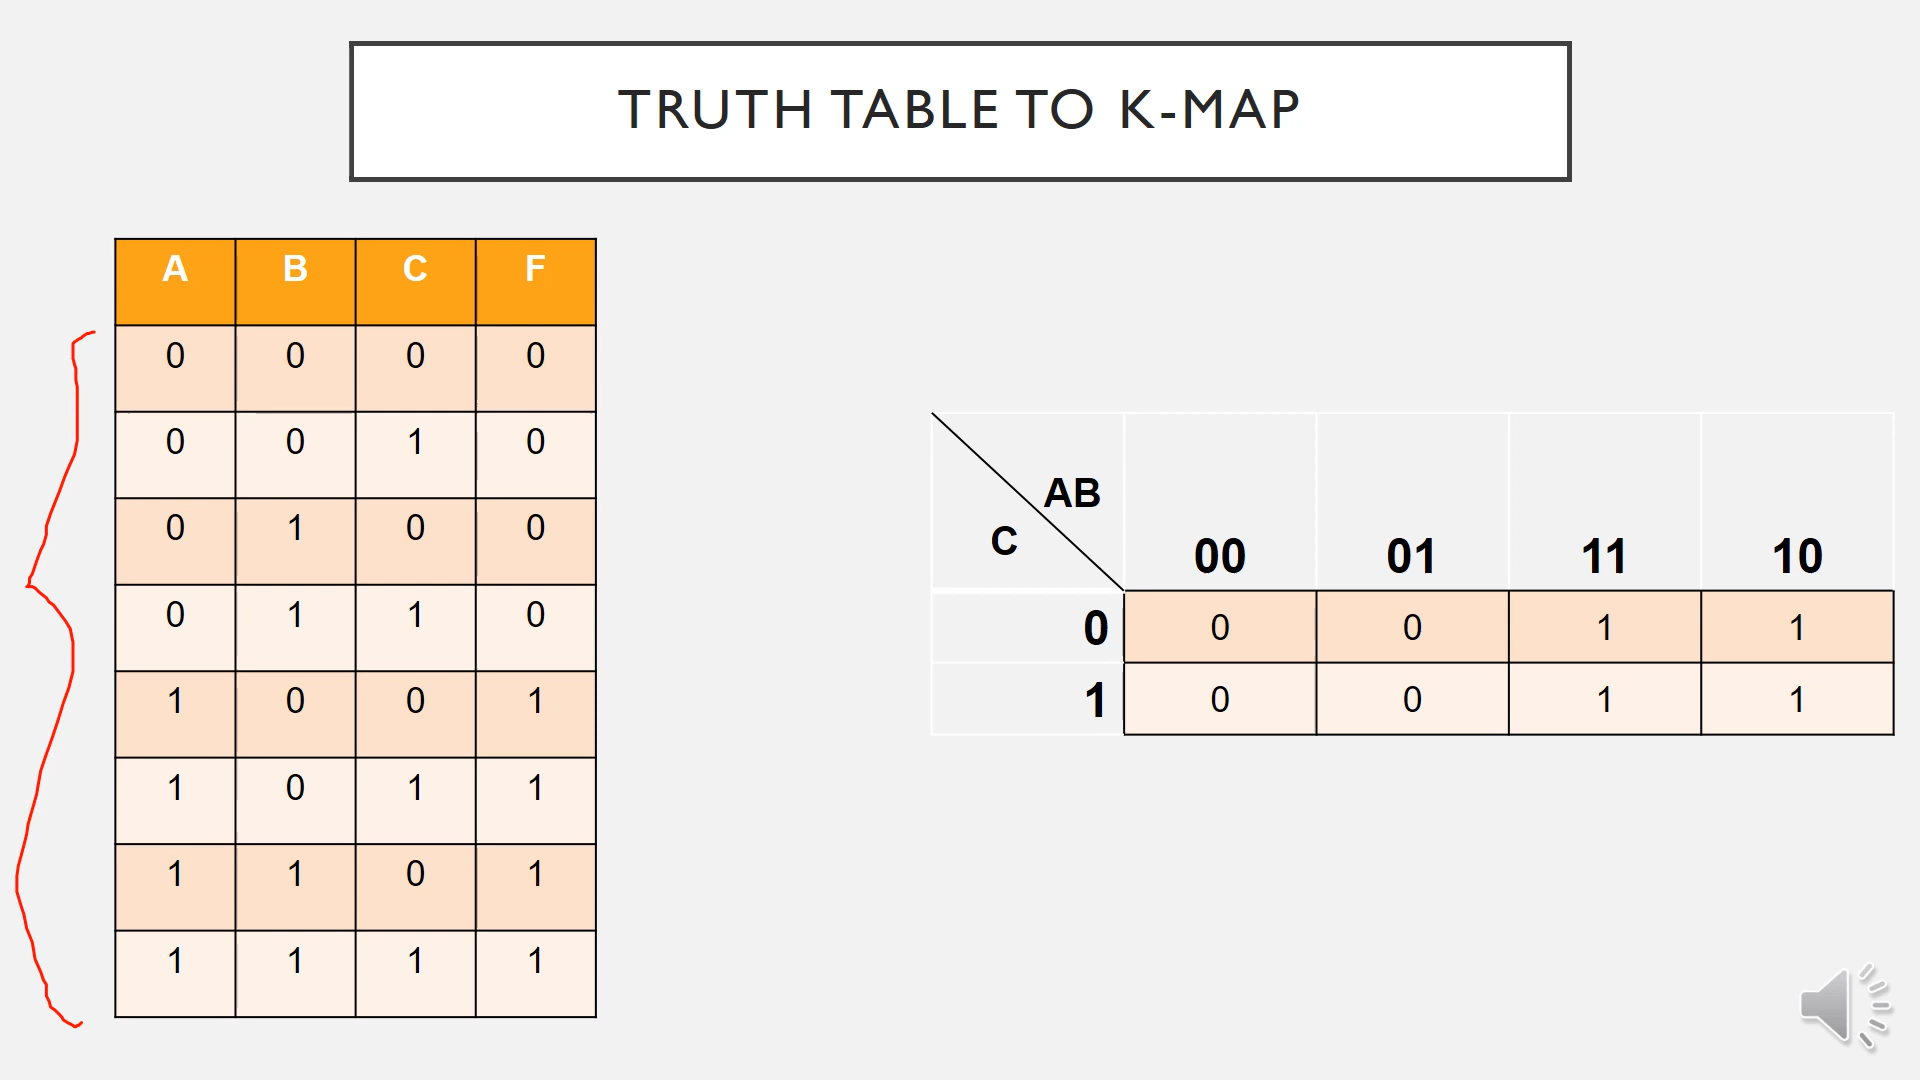 TRUTH TABLE TO K-MAP
A B C F
0 0 0 0
0 0 1 0
0 1 0 0
0 1 1 0
1 0 0 1
1 0 1 1
1 1 0 1
1 1 1 1
AB
C
00 01 11 10
0 0 0 1 1
1 0 0 1 1